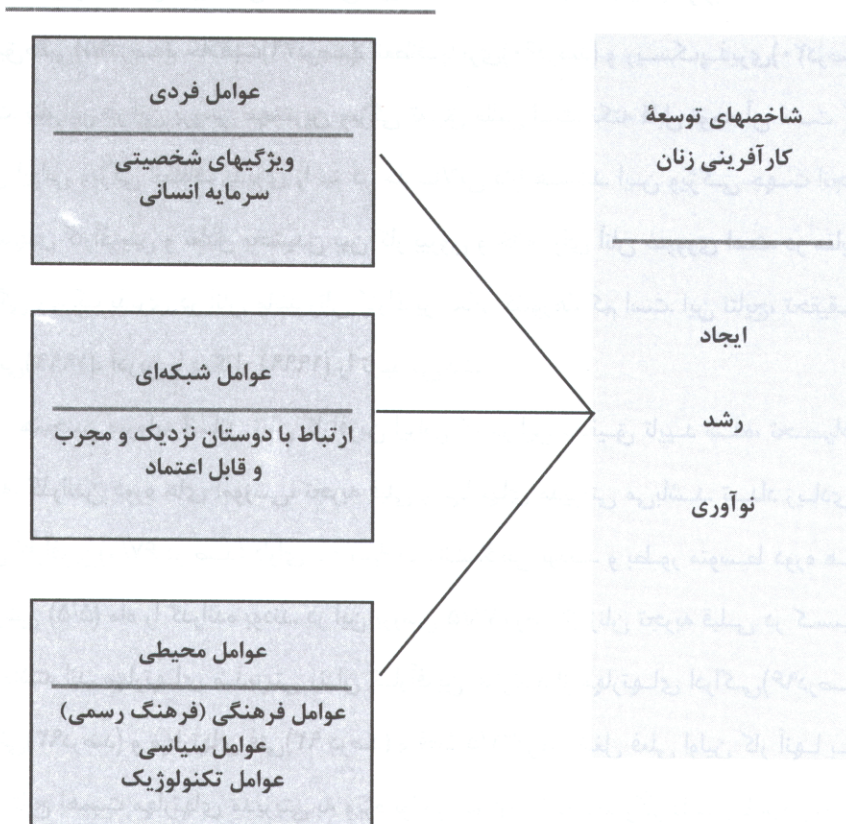 عوامل فردی
ویژگیهای شخصیتی
سرمایه انسانی
شاخصهای توسعهٔ
کارآفرینی زنان
ایجاد
رشد
نوآوری
عوامل شبکه‌ای
ارتباط با دوستان نزدیک و مجرب
و قابل اعتماد
عوامل محیطی
عوامل فرهنگی (فرهنگ رسمی)
عوامل سیاسی
عوامل تکنولوژیک